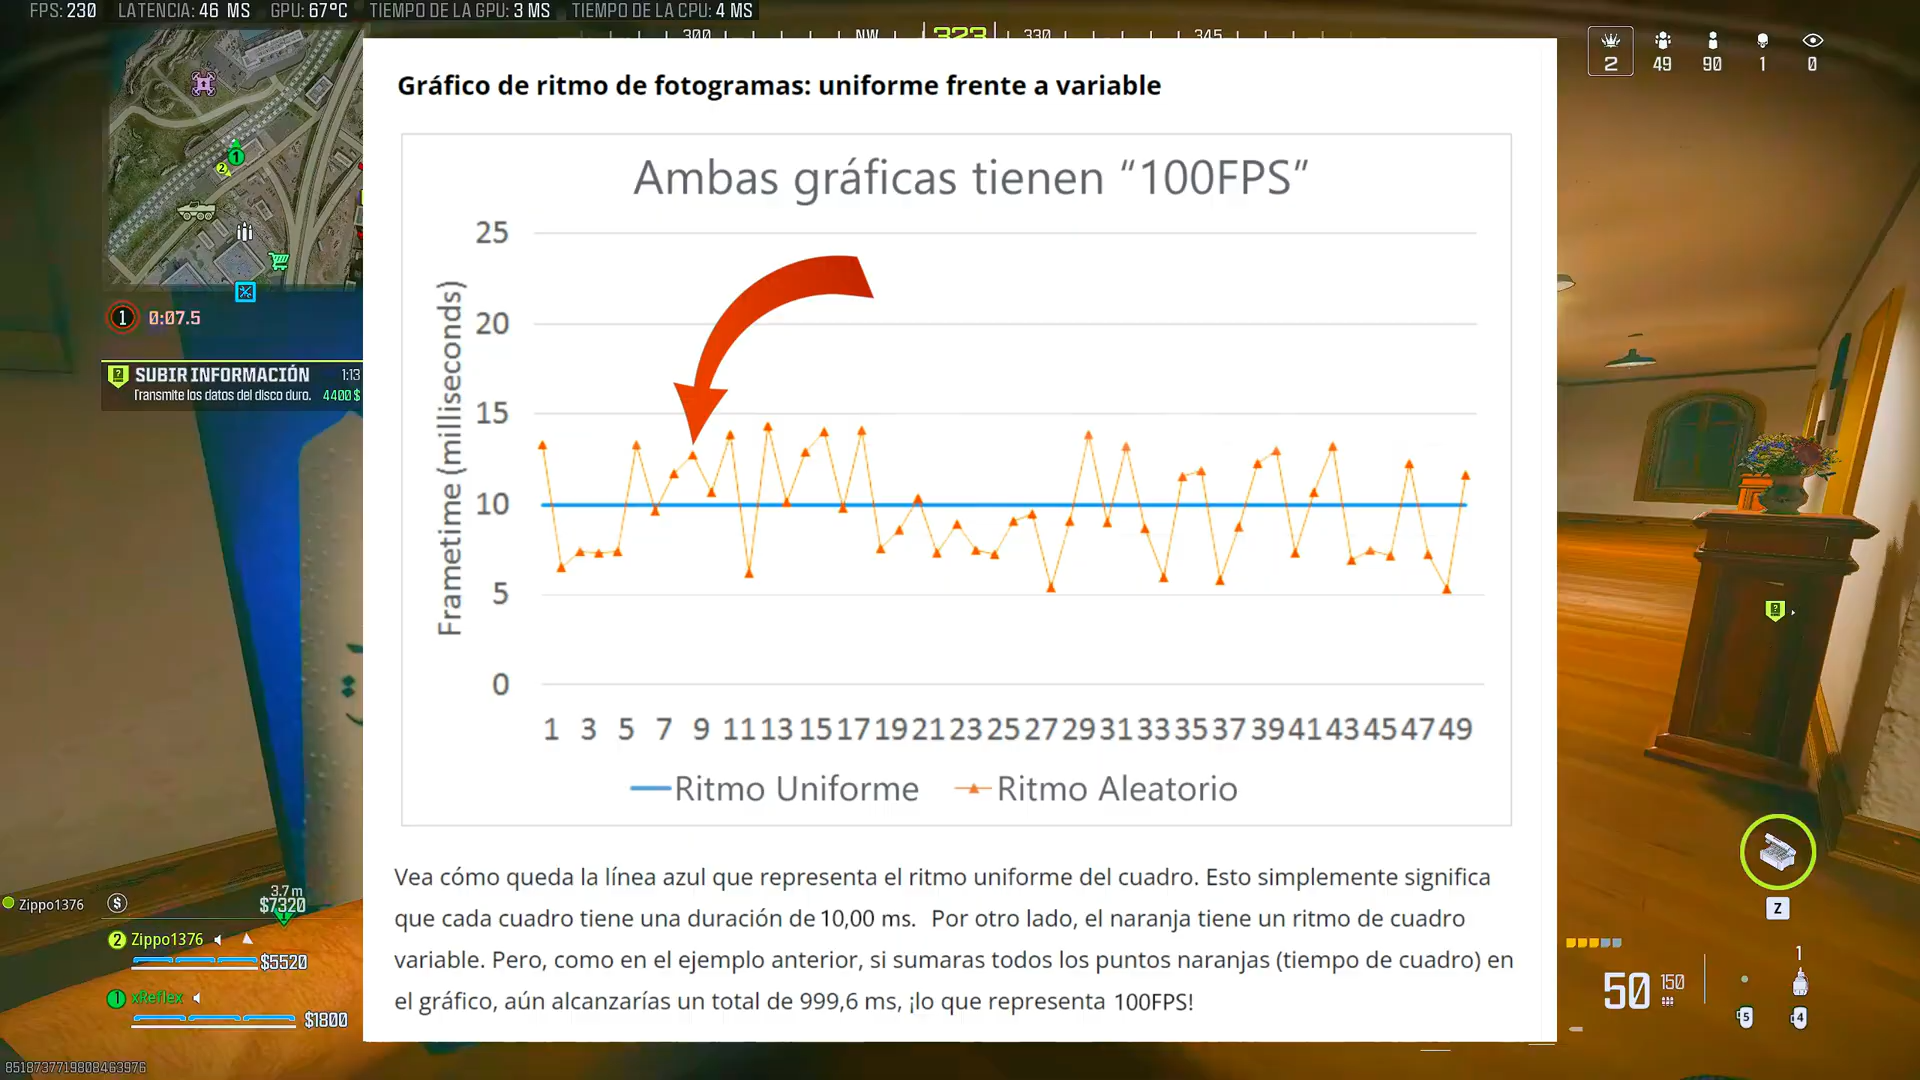 FPS: 230 LATENCIA: 46 MS GPU: 67ºC TIEMPO DE LA GPU: 3 MS TIEMPO DE LA CPU: 4 MS
300 NW 323 330 345
2 49 90 1 0
Gráfico de ritmo de fotogramas: uniforme frente a variable
Ambas gráficas tienen “100FPS”
25
20
15
10
5
0
Frametime (milliseconds)
1 3 5 7 9 11 13 15 17 19 21 23 25 27 29 31 33 35 37 39 41 43 45 47 49
Ritmo Uniforme Ritmo Aleatorio
Vea cómo queda la línea azul que representa el ritmo uniforme del cuadro. Esto simplemente significa
que cada cuadro tiene una duración de 10,00 ms. Por otro lado, el naranja tiene un ritmo de cuadro
variable. Pero, como en el ejemplo anterior, si sumaras todos los puntos naranjas (tiempo de cuadro) en
el gráfico, aún alcanzarías un total de 999,6 ms, ¡lo que representa 100FPS!
1
2
1 0:07.5
SUBIR INFORMACIÓN 1:13
Transmite los datos del disco duro. 4400 $
3.7 m
Zippo1376 $ $7320
2 Zippo1376 $5520
1 xReflex $1800
8518737719808463976
Z
50 150
1
5 4